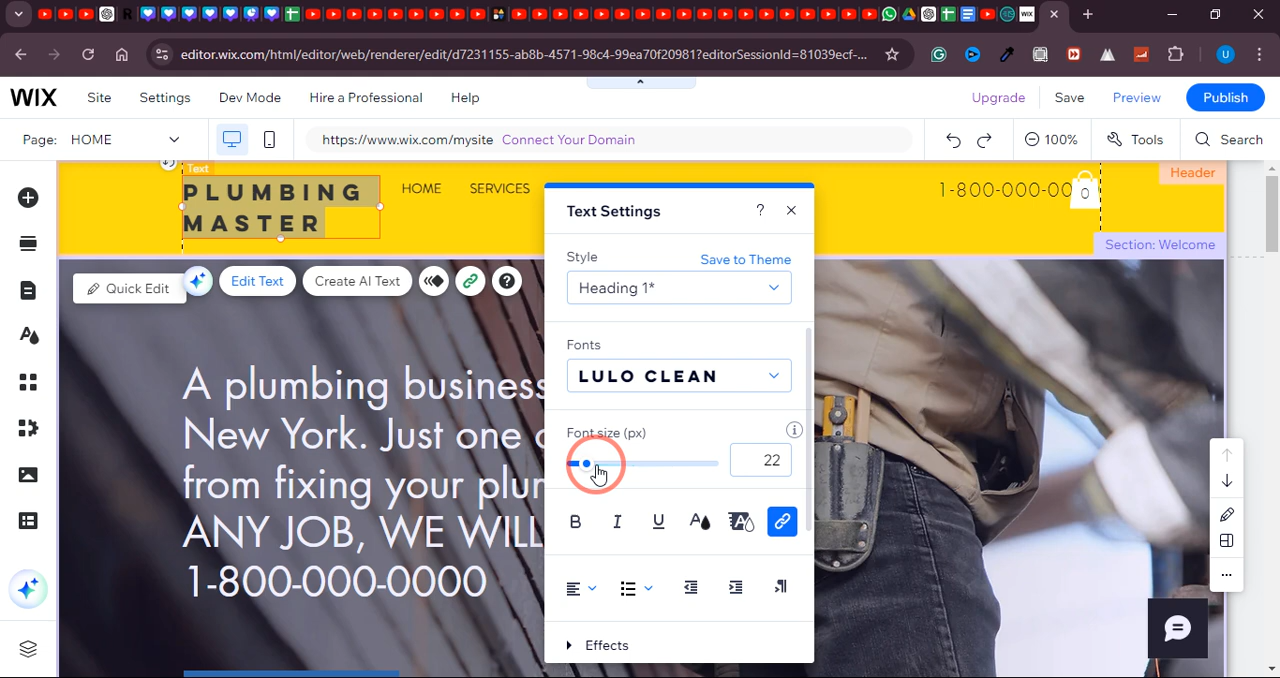 editor.wix.com/html/editor/web/renderer/edit/d7231155-ab8b-4571-98c4-99ea70f20981?editorSessionId=81039ecf-...
U
WIX
Site
Settings
Dev Mode
Hire a Professional
Help
Upgrade
Save
Preview
Publish
Page: HOME
https://www.wix.com/mysite Connect Your Domain
100%
Tools
Search
Text
PLUMBING
MASTER
HOME
SERVICES
1-800-000-00
0
Header
Section: Welcome
Quick Edit
Edit Text
Create AI Text
A plumbing business
New York. Just one
from fixing your plu
ANY JOB, WE WILL
1-800-000-0000
Text Settings
?
Style
Save to Theme
Heading 1*
Fonts
LULO CLEAN
Font size (px)
22
B
I
U
A
A
Effects